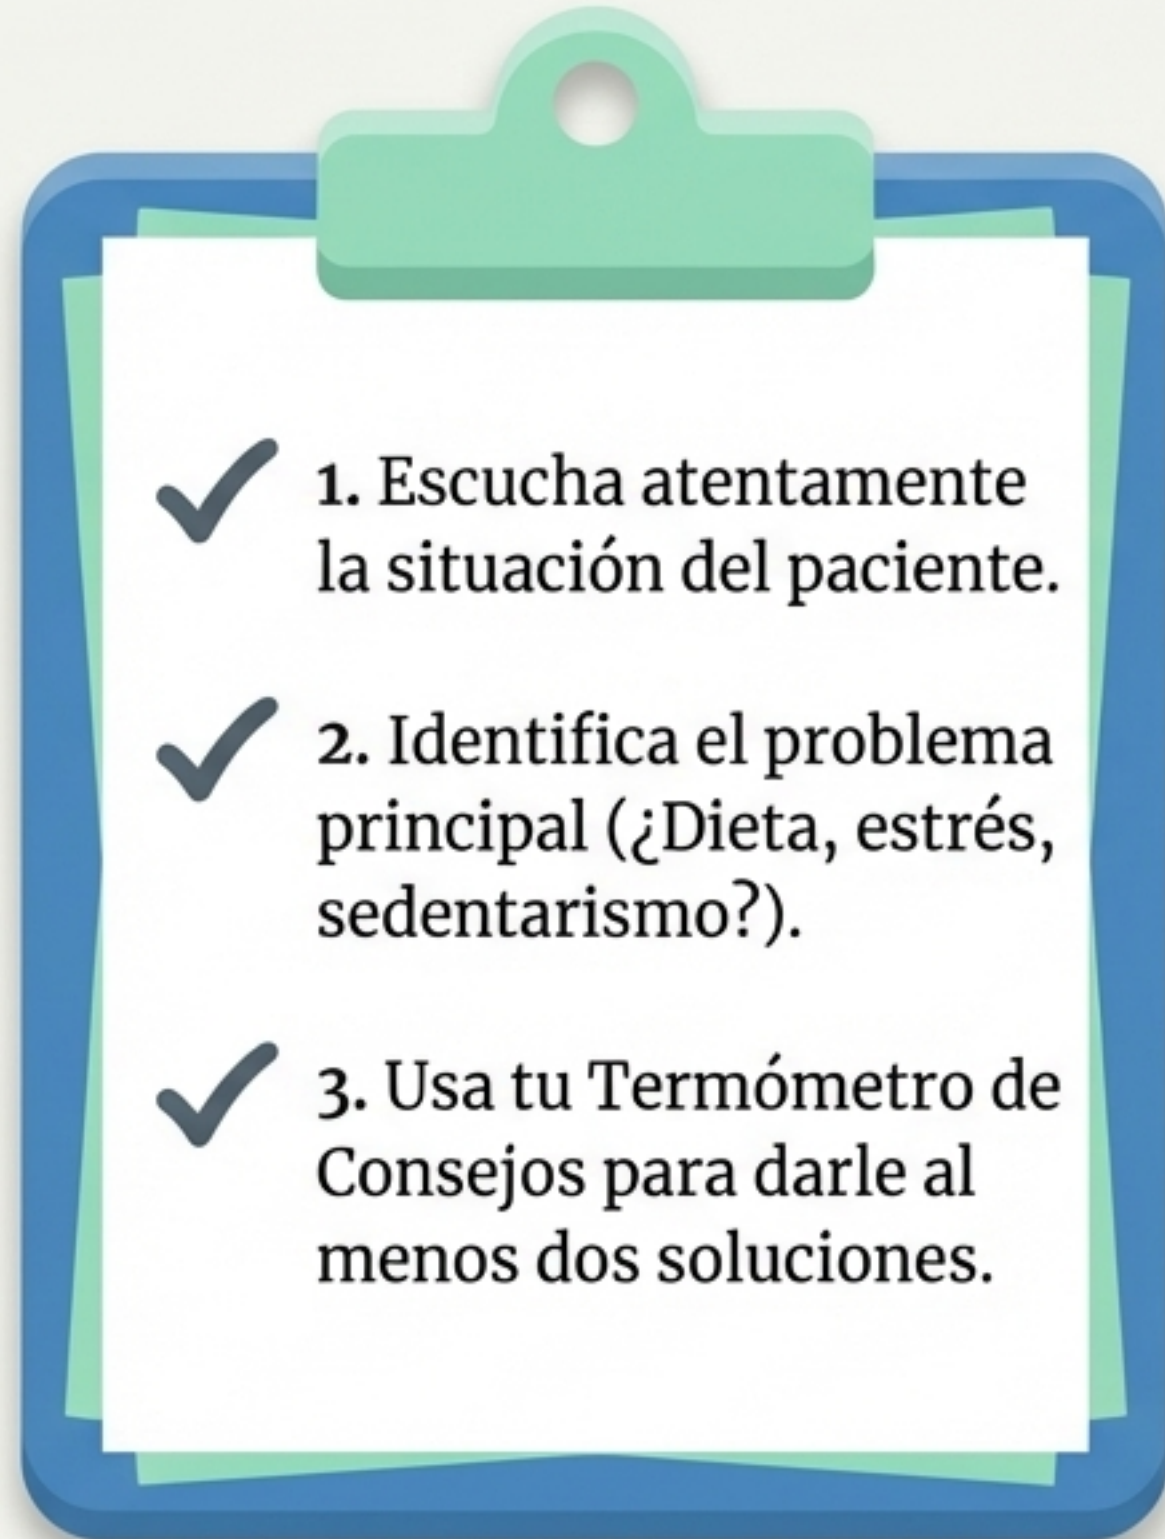 1. Escucha atentamente
la situación del paciente.
2. Identifica el problema
principal (¿Dieta, estrés,
sedentarismo?).
3. Usa tu Termómetro de
Consejos para darle al
menos dos soluciones.